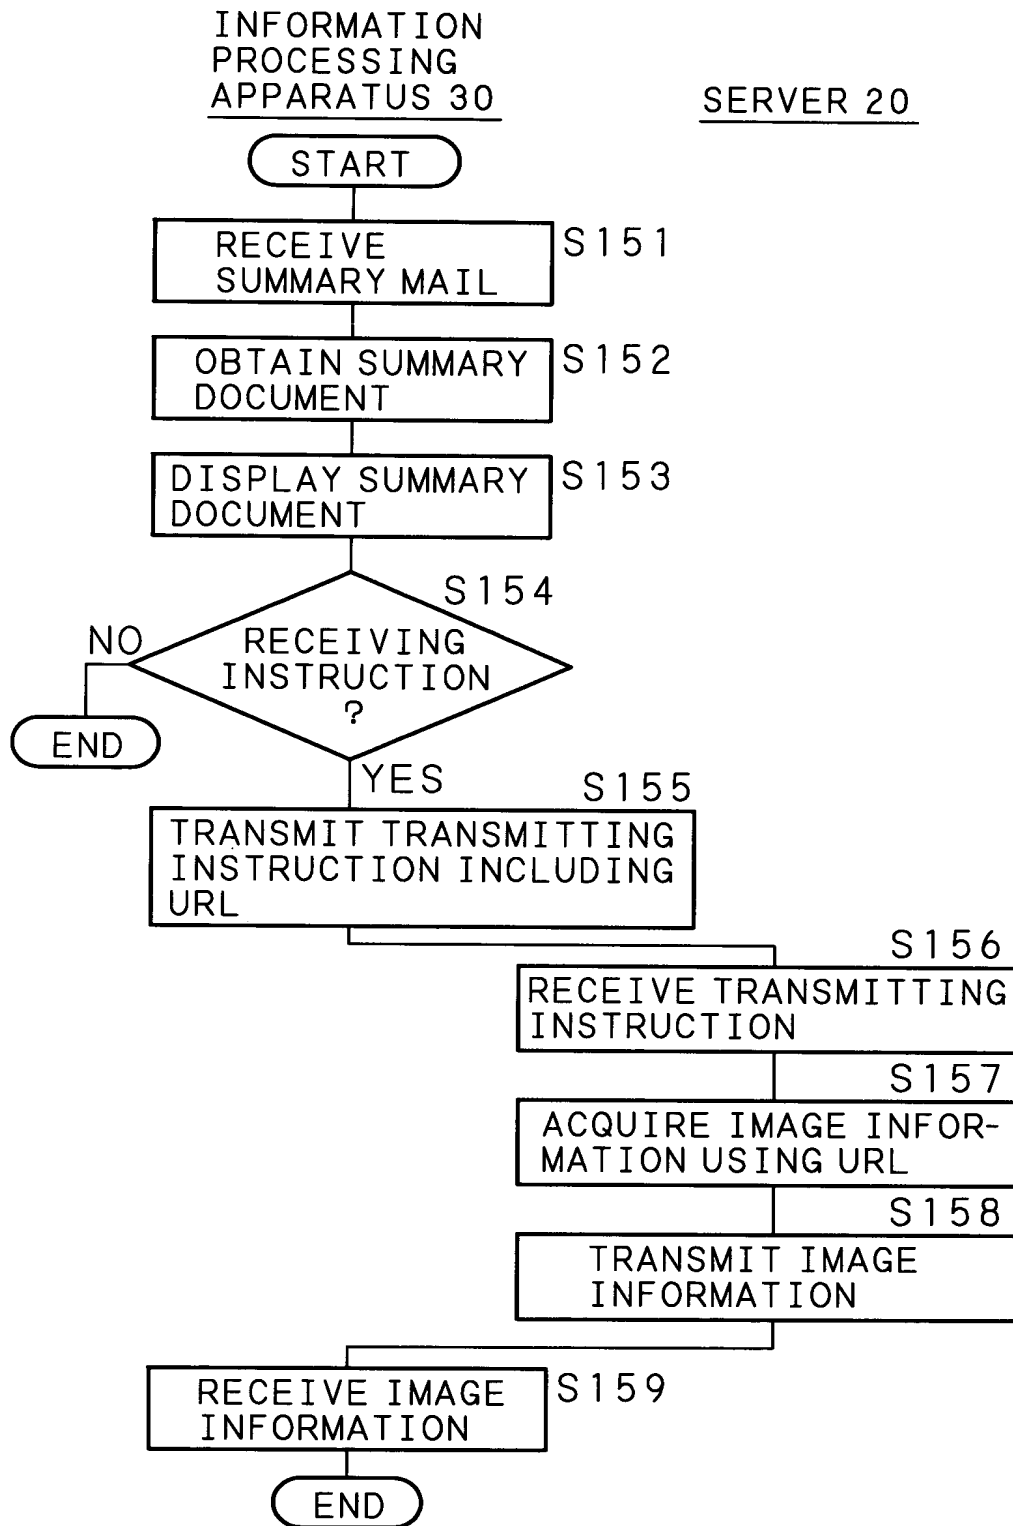 INFORMATION
PROCESSING
APPARATUS 30
SERVER 20
START
S151
RECEIVE
SUMMARY MAIL
S152
OBTAIN SUMMARY
DOCUMENT
S153
DISPLAY SUMMARY
DOCUMENT
S154
NO
RECEIVING
INSTRUCTION
?
END
YES
S155
TRANSMIT TRANSMITTING
INSTRUCTION INCLUDING
URL
S156
RECEIVE TRANSMITTING
INSTRUCTION
S157
ACQUIRE IMAGE INFOR-
MATION USING URL
S158
TRANSMIT IMAGE
INFORMATION
S159
RECEIVE IMAGE
INFORMATION
END